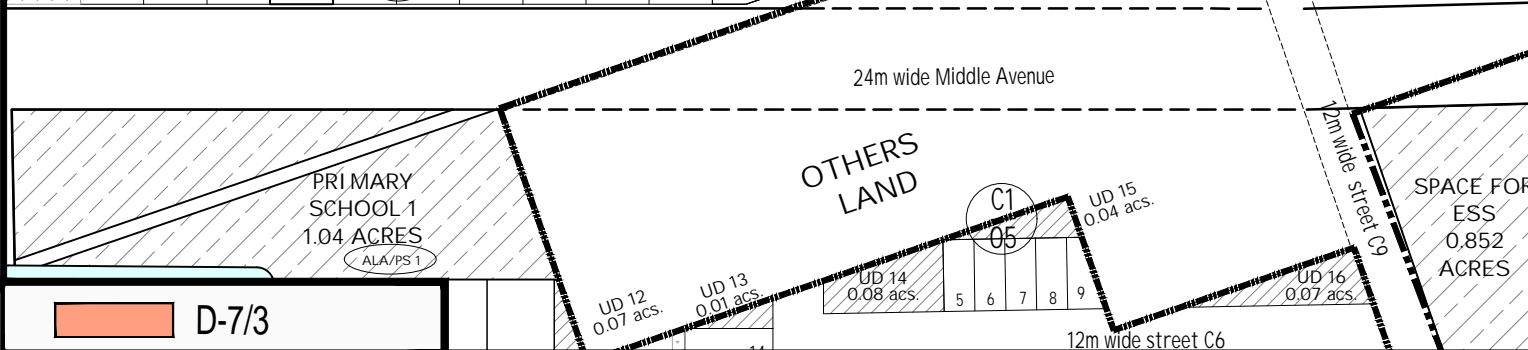 24m wide Middle Avenue
OTHERS
LAND
PRIMARY
SCHOOL 1
1.04 ACRES
ALA/PS 1
12m wide street C9
SPACE FOR
ESS
0.852
ACRES
C1
05
UD 15
0.04 acs.
UD 14
0.08 acs.
5 6 7 8 9
UD 13
0.01 acs.
UD 12
0.07 acs.
UD 16
0.07 acs.
12m wide street C6
D-7/3